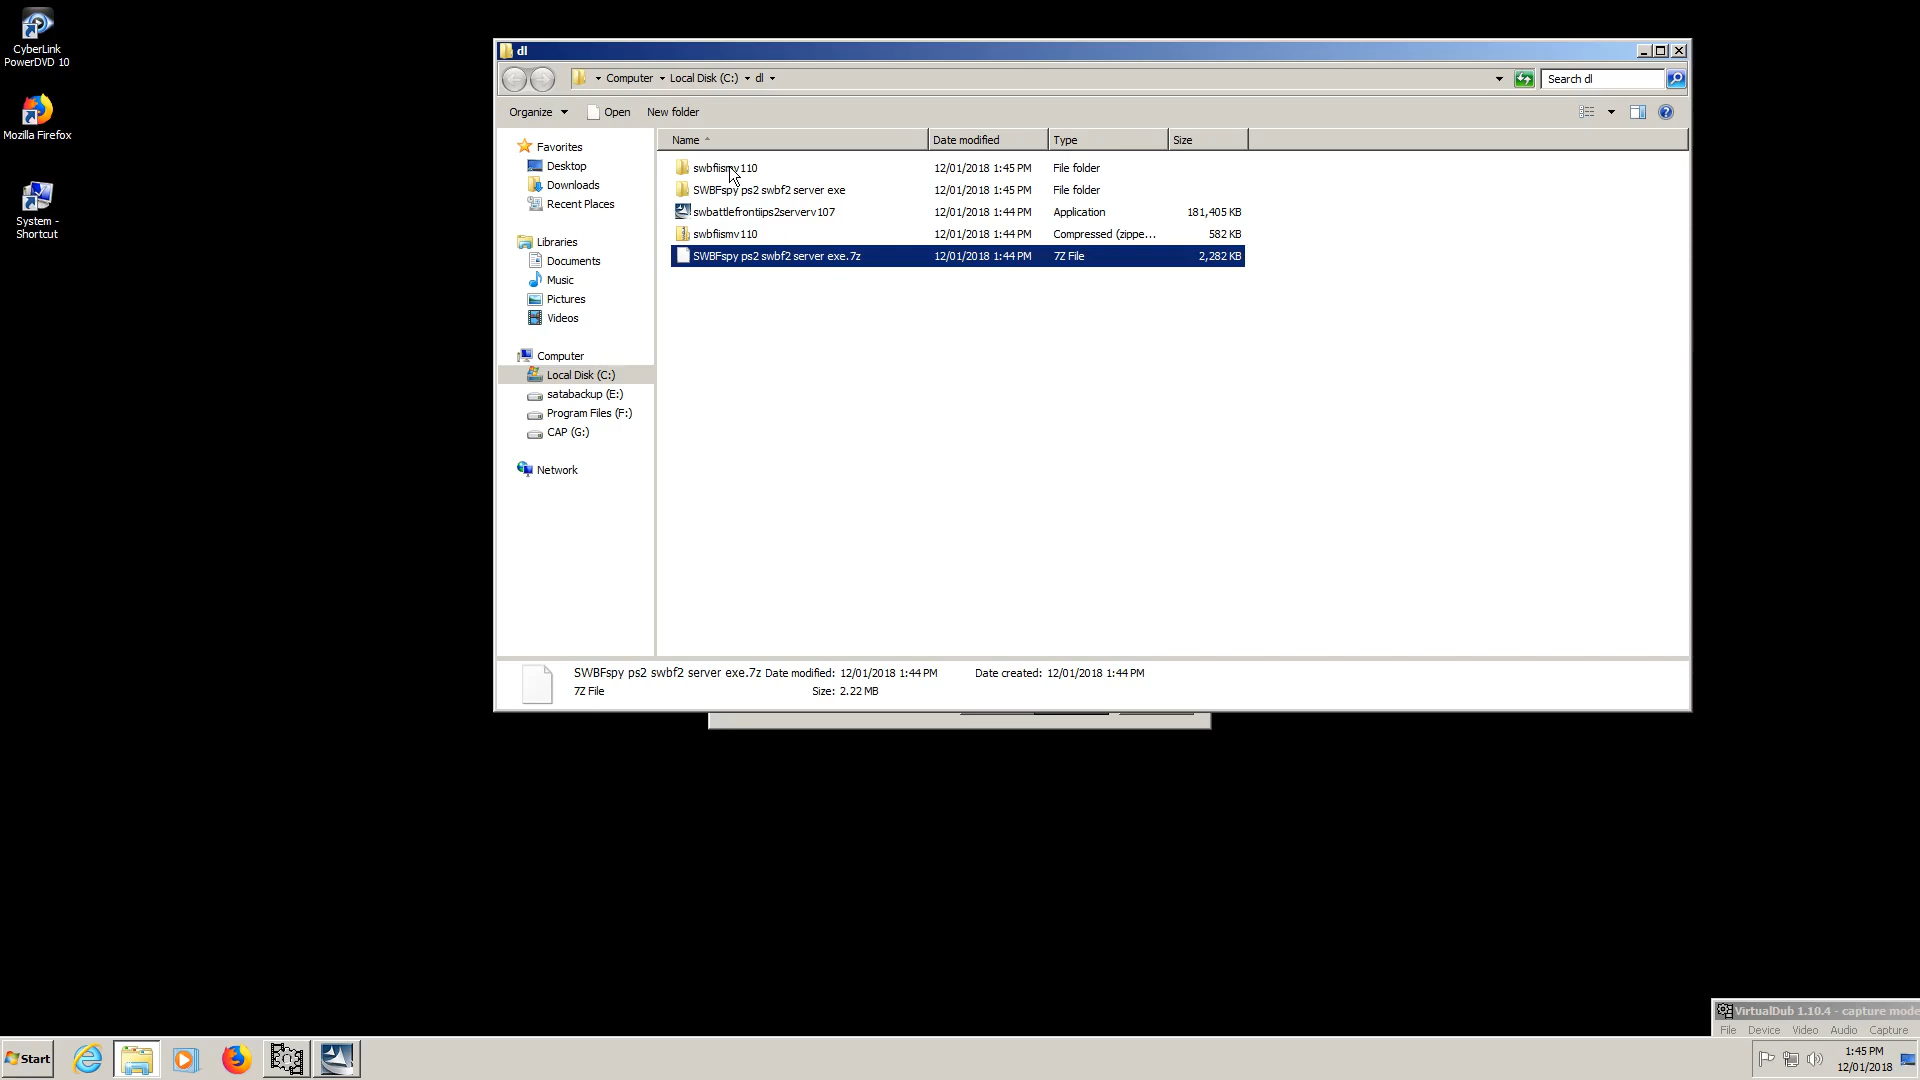 CyberLink
PowerDVD 10
Mozilla Firefox
System -
Shortcut
dl
Computer Local Disk (C:) dl
Search dl
Organize Open New folder
Name Date modified Type Size
Favorites
Desktop
Downloads
Recent Places
Libraries
Documents
Music
Pictures
Videos
Computer
Local Disk (C:)
satabackup (E:)
Program Files (F:)
CAP (G:)
Network
swbfiismv110 12/01/2018 1:45 PM File folder
SWBFspy ps2 swbf2 server exe 12/01/2018 1:45 PM File folder
swbattlefrontiips2serverv107 12/01/2018 1:44 PM Application 181,405 KB
swbfiismv110 12/01/2018 1:44 PM Compressed (zippe... 582 KB
SWBFspy ps2 swbf2 server exe.7z 12/01/2018 1:44 PM 7Z File 2,282 KB
SWBFspy ps2 swbf2 server exe.7z Date modified: 12/01/2018 1:44 PM Date created: 12/01/2018 1:44 PM
7Z File Size: 2.22 MB
VirtualDub 1.10.4 - capture mode
File Device Video Audio Capture
Start
1:45 PM
12/01/2018